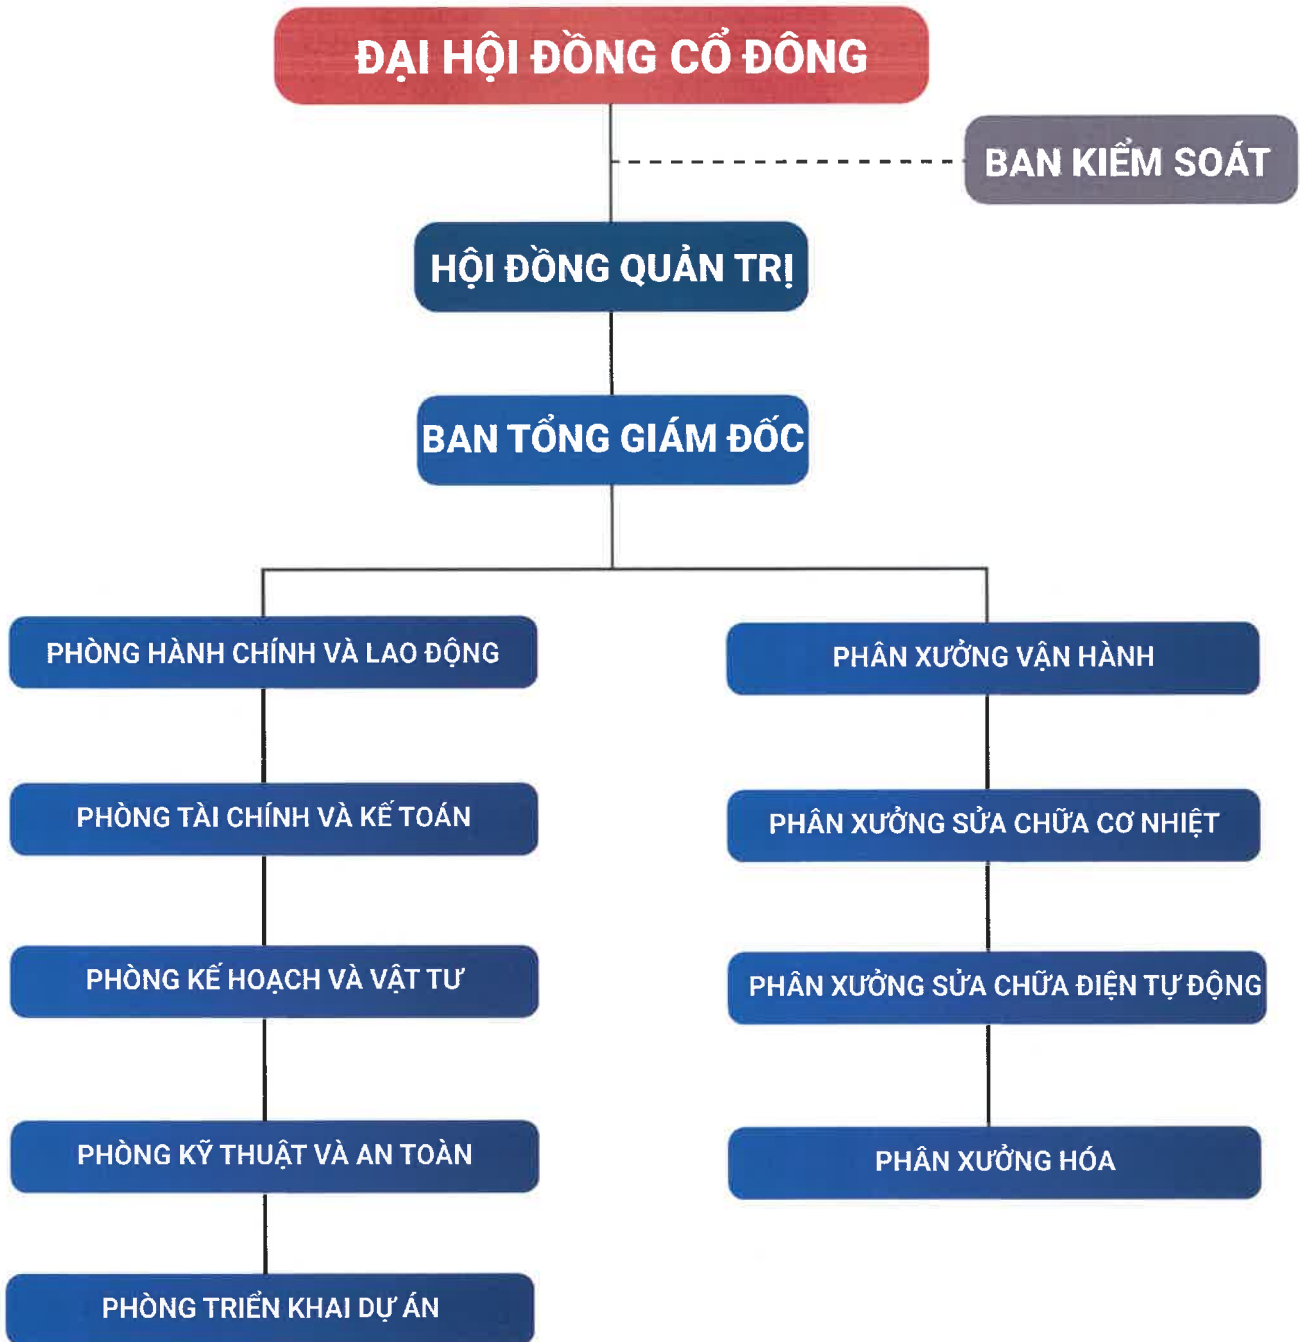 ĐẠI HỘI ĐỒNG CỔ ĐÔNG
BAN KIỂM SOÁT
HỘI ĐỒNG QUẢN TRỊ
BAN TỔNG GIÁM ĐỐC
PHÒNG HÀNH CHÍNH VÀ LAO ĐỘNG
PHÒNG TÀI CHÍNH VÀ KẾ TOÁN
PHÒNG KẾ HOẠCH VÀ VẬT TƯ
PHÒNG KỸ THUẬT VÀ AN TOÀN
PHÒNG TRIỂN KHAI DỰ ÁN
PHÂN XƯỞNG VẬN HÀNH
PHÂN XƯỞNG SỬA CHỮA CƠ NHIỆT
PHÂN XƯỞNG SỬA CHỮA ĐIỆN TỰ ĐỘNG
PHÂN XƯỞNG HÓA